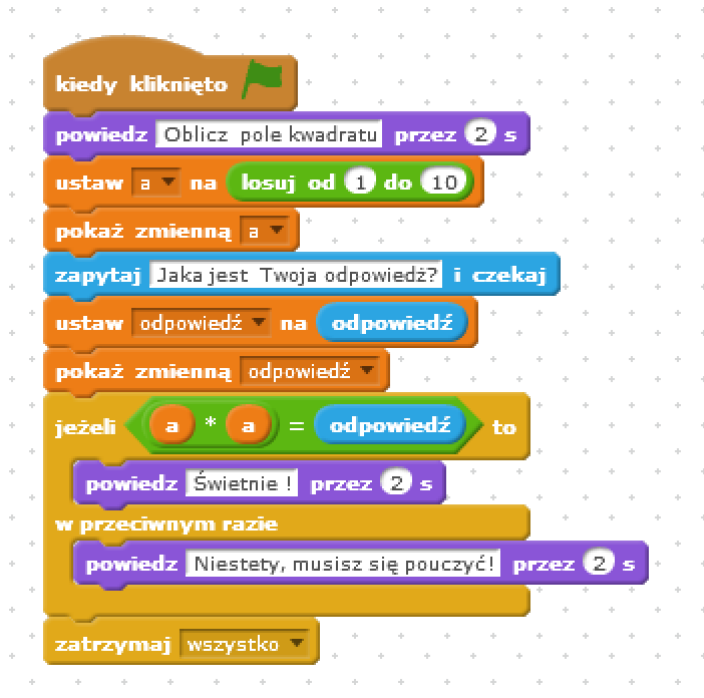 kiedy kliknięto
powiedz Oblicz pole kwadratu przez 2 s
ustaw a na losuj od 1 do 10
pokaż zmienną a
zapytaj Jaka jest Twoja odpowiedż? i czekaj
ustaw odpowiedź na odpowiedź
pokaż zmienną odpowiedź
jeżeli a * a = odpowiedź to
powiedz Świetnie ! przez 2 s
w przeciwnym razie
powiedz Niestety, musisz się pouczyć! przez 2 s
zatrzymaj wszystko